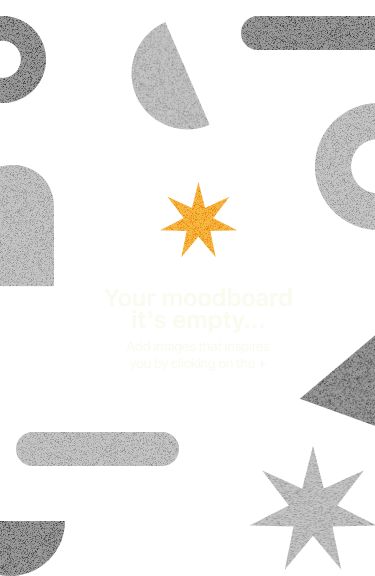 Your moodboard
it's empty...
Add images that inspires
you by clicking on the +